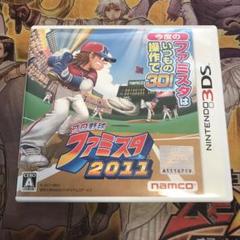 今度の
ファミスタは
いつもの
操作で
3D!
プロ野球
ファミスタ
2011
NINTENDO 3DS
CERO
A
namco